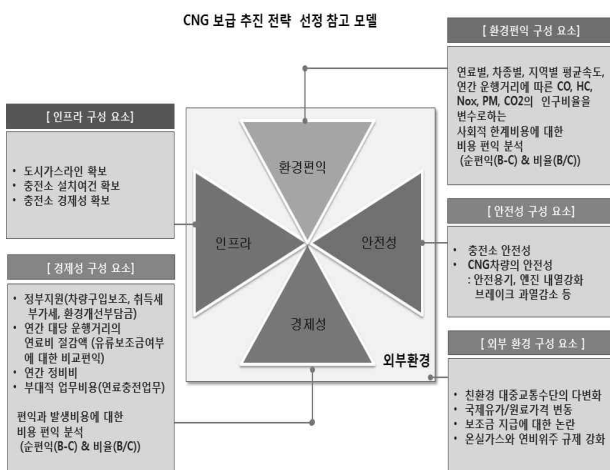 CNG 보급 추진 전략  선정 참고 모델
[ 환경편익 구성 요소]
연료별, 차종별, 지역별 평균속도,
연간 운행거리에 따른 CO, HC,
Nox, PM, CO2의  인구비율을
변수로하는
사회적 한계비용에 대한
비용 편익 분석
(순편익(B-C) & 비율(B/C))
[ 인프라 구성 요소]
• 도시가스라인 확보
• 충전소 설치여건 확보
• 충전소 경제성 확보
환경편익
인프라
안전성
경제성
외부환경
[ 안전성 구성 요소]
• 충전소 안전성
• CNG차량의 안전성
: 안전용기, 엔진 내열강화
브레이크 과열감소 등
[ 경제성 구성 요소]
• 정부지원(차량구입보조, 취득세
부가세, 환경개선부담금)
• 연간 대당 운행거리의
연료비 절감액 (유류보조금여부
에 대한 비교편익)
• 연간 정비비
• 부대적 업무비용(연료충전업무)
편익과 발생비용에 대한
비용 편익 분석
(순편익(B-C) & 비율(B/C))
[ 외부 환경 구성 요소 ]
• 친환경 대중교통수단의 다변화
• 국제유가/원료가격 변동
• 보조금 지급에 대한 논란
• 온실가스와 연비위주 규제 강화